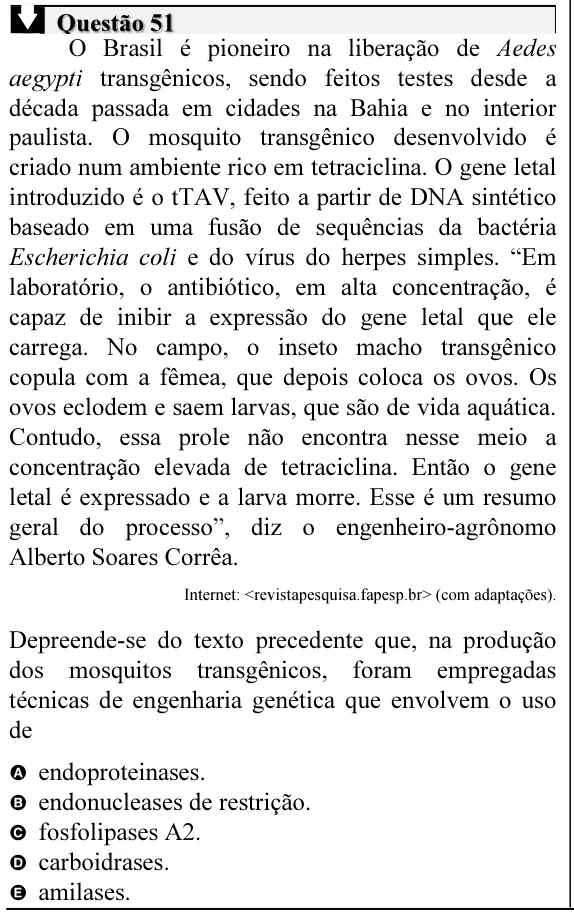 Questão 51
O Brasil é pioneiro na liberação de Aedes
aegypti transgênicos, sendo feitos testes desde a
década passada em cidades na Bahia e no interior
paulista. O mosquito transgênico desenvolvido é
criado num ambiente rico em tetraciclina. O gene letal
introduzido é o tTAV, feito a partir de DNA sintético
baseado em uma fusão de sequências da bactéria
Escherichia coli e do vírus do herpes simples. “Em
laboratório, o antibiótico, em alta concentração, é
capaz de inibir a expressão do gene letal que ele
carrega. No campo, o inseto macho transgênico
copula com a fêmea, que depois coloca os ovos. Os
ovos eclodem e saem larvas, que são de vida aquática.
Contudo, essa prole não encontra nesse meio a
concentração elevada de tetraciclina. Então o gene
letal é expressado e a larva morre. Esse é um resumo
geral do processo”, diz o engenheiro-agrônomo
Alberto Soares Corrêa.
Internet: <revistapesquisa.fapesp.br> (com adaptações).
Depreende-se do texto precedente que, na produção
dos mosquitos transgênicos, foram empregadas
técnicas de engenharia genética que envolvem o uso
de
A endoproteinases.
B endonucleases de restrição.
C fosfolipases A2.
D carboidrases.
E amilases.